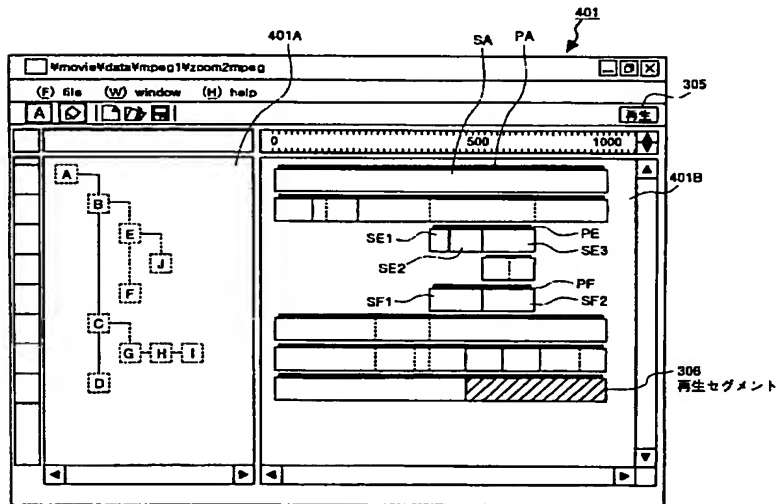 401
401A
SA
PA
¥movie¥data¥mpeg1¥zoom2mpeg
305
(F) file (W) window (H) help
A
再生
0 500 1000
A
B
E
J
F
C
G H I
D
401B
SE1
PE
SE2
SE3
PF
SF1
SF2
306
再生セグメント